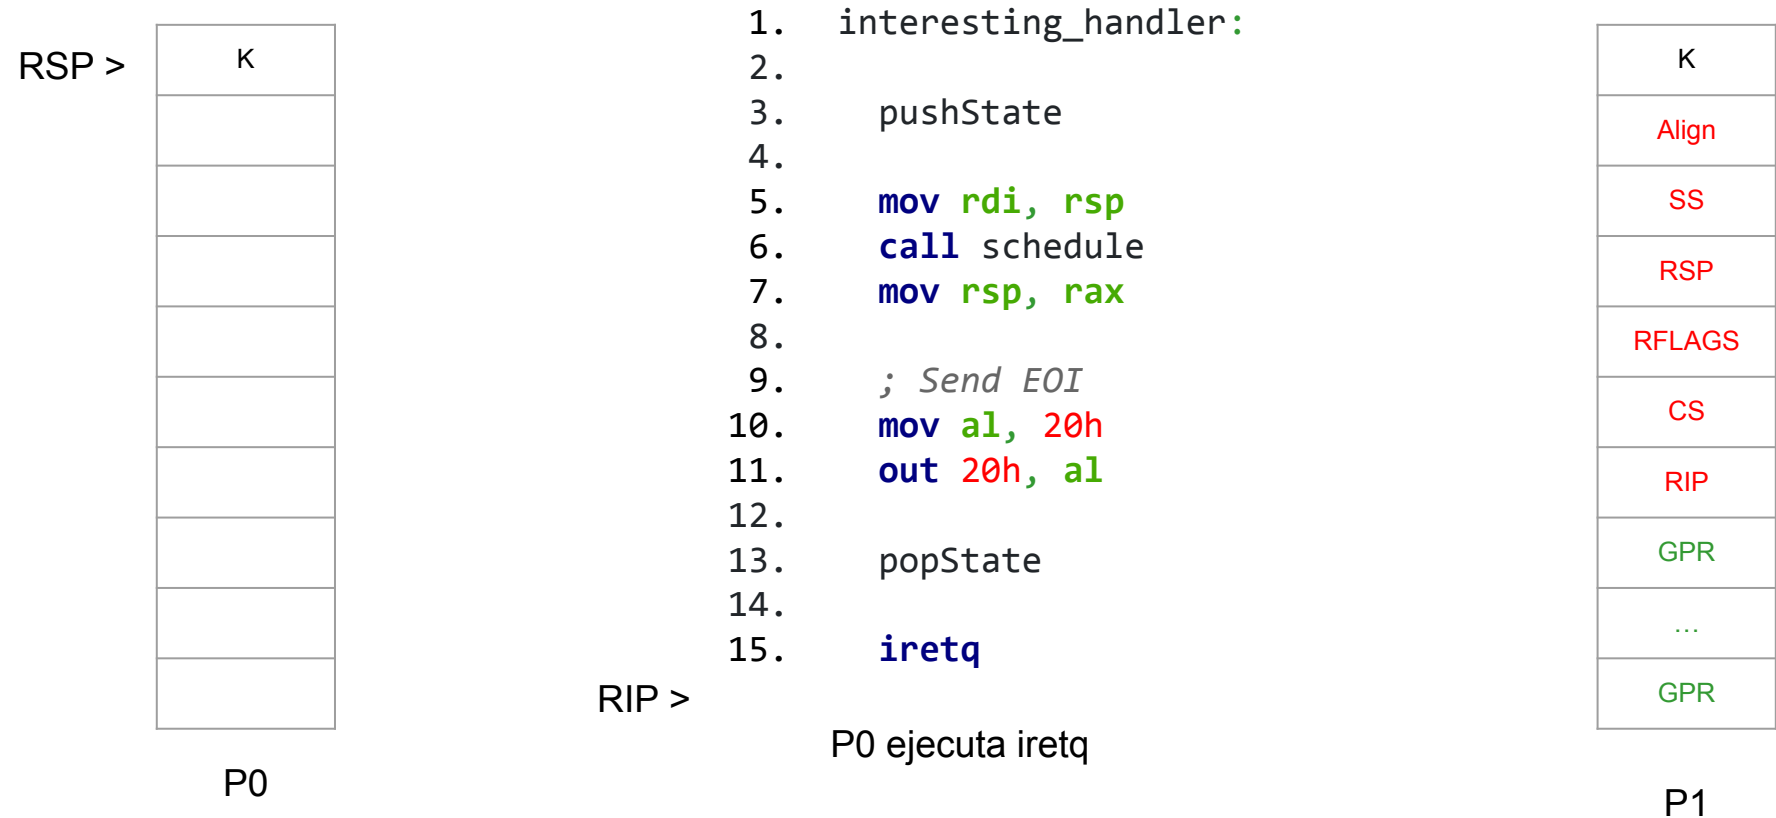 RSP >
K
P0
1. interesting_handler:
2.
3. pushState
4.
5. mov rdi, rsp
6. call schedule
7. mov rsp, rax
8.
9. ; Send EOI
10. mov al, 20h
11. out 20h, al
12.
13. popState
14.
15. iretq
RIP >
P0 ejecuta iretq
K
Align
SS
RSP
RFLAGS
CS
RIP
GPR
...
GPR
P1